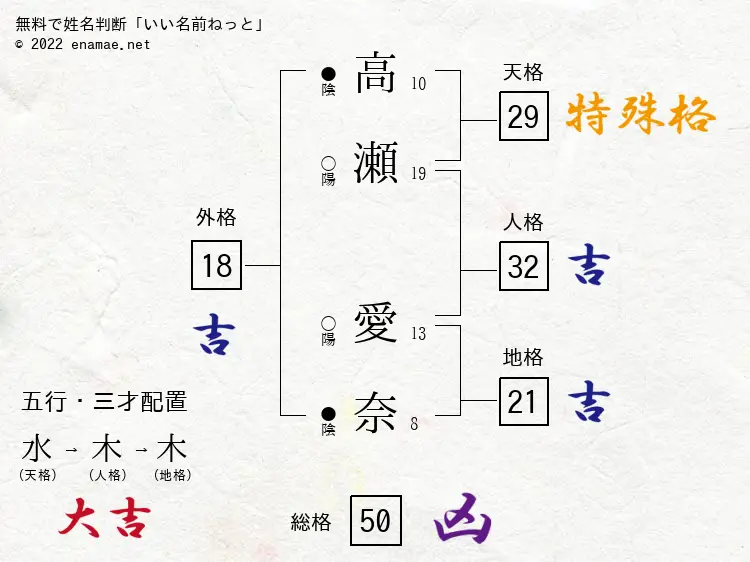 無料で姓名判断「いい名前ねっと」
© 2022 enamae.net
●陰 高 10
○陽 瀬 19
○陽 愛 13
●陰 奈 8
天格
29 特殊格
人格
32 吉
地格
21 吉
外格
18
吉
五行・三才配置
水→木→木
(天格) (人格) (地格)
大吉
総格 50 凶